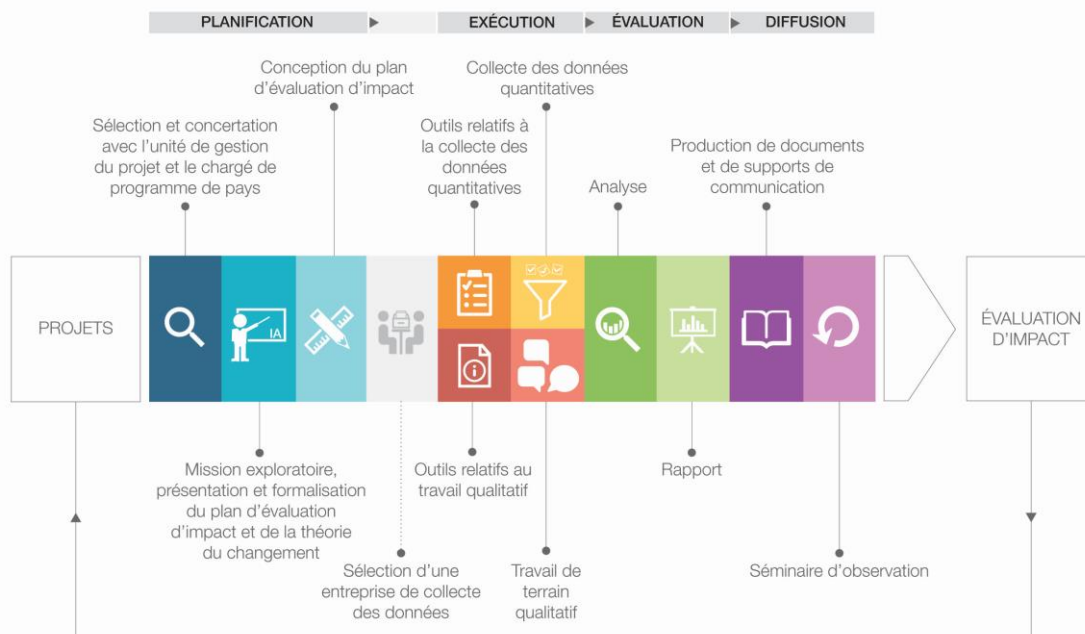 PLANIFICATION
EXÉCUTION
ÉVALUATION
DIFFUSION
Conception du plan
d'évaluation d'impact
Collecte des données
quantitatives
Sélection et concertation
avec l'unité de gestion
du projet et le chargé de
programme de pays
Outils relatifs à
la collecte des
données
quantitatives
Analyse
Production de documents
et de supports de
communication
PROJETS
IA
ÉVALUATION
D'IMPACT
Mission exploratoire,
présentation et formalisation
du plan d'évaluation
d'impact et de la théorie
du changement
Outils relatifs au
travail qualitatif
Rapport
Sélection d'une
entreprise de collecte
des données
Travail de
terrain
qualitatif
Séminaire d'observation